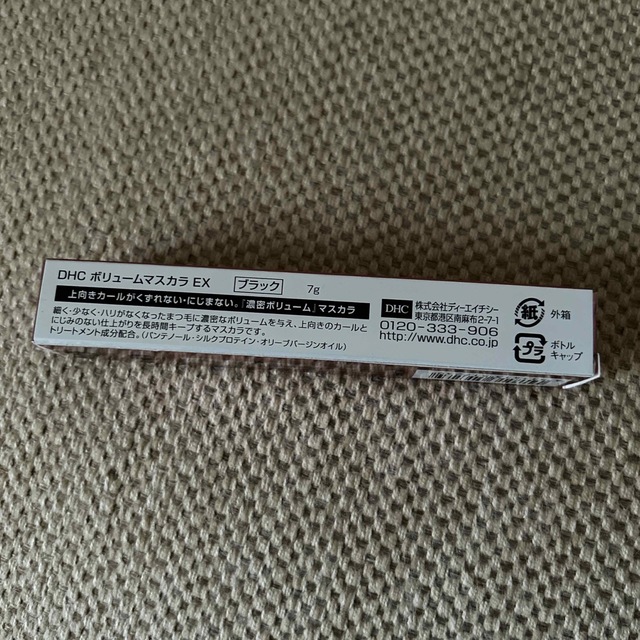 DHC ボリュームマスカラ EX ブラック 7g
上向きカールがくずれない・にじまない。『濃密ボリューム』マスカラ
細く・少なく・ハリがなくなったまつ毛に濃密なボリュームを与え、上向きのカールと
にじみのない仕上がりを長時間キープするマスカラです。
トリートメント成分配合。(パンテノール・シルクプロテイン・オリーブバージンオイル)
DHC 株式会社ディーエイチシー
東京都港区南麻布2-7-1
0120-333-906
http://www.dhc.co.jp
紙 外箱
プラ ボトル
キャップ